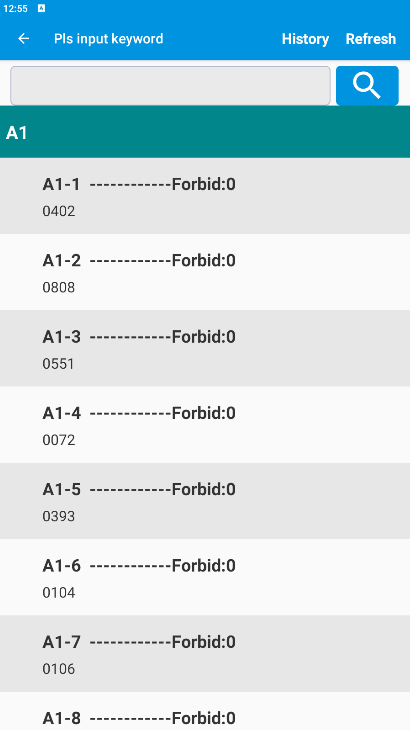 12:55 A
Pls input keyword History Refresh
A1
A1-1 ------------Forbid:0
0402
A1-2 ------------Forbid:0
0808
A1-3 ------------Forbid:0
0551
A1-4 ------------Forbid:0
0072
A1-5 ------------Forbid:0
0393
A1-6 ------------Forbid:0
0104
A1-7 ------------Forbid:0
0106
A1-8 ------------Forbid:0